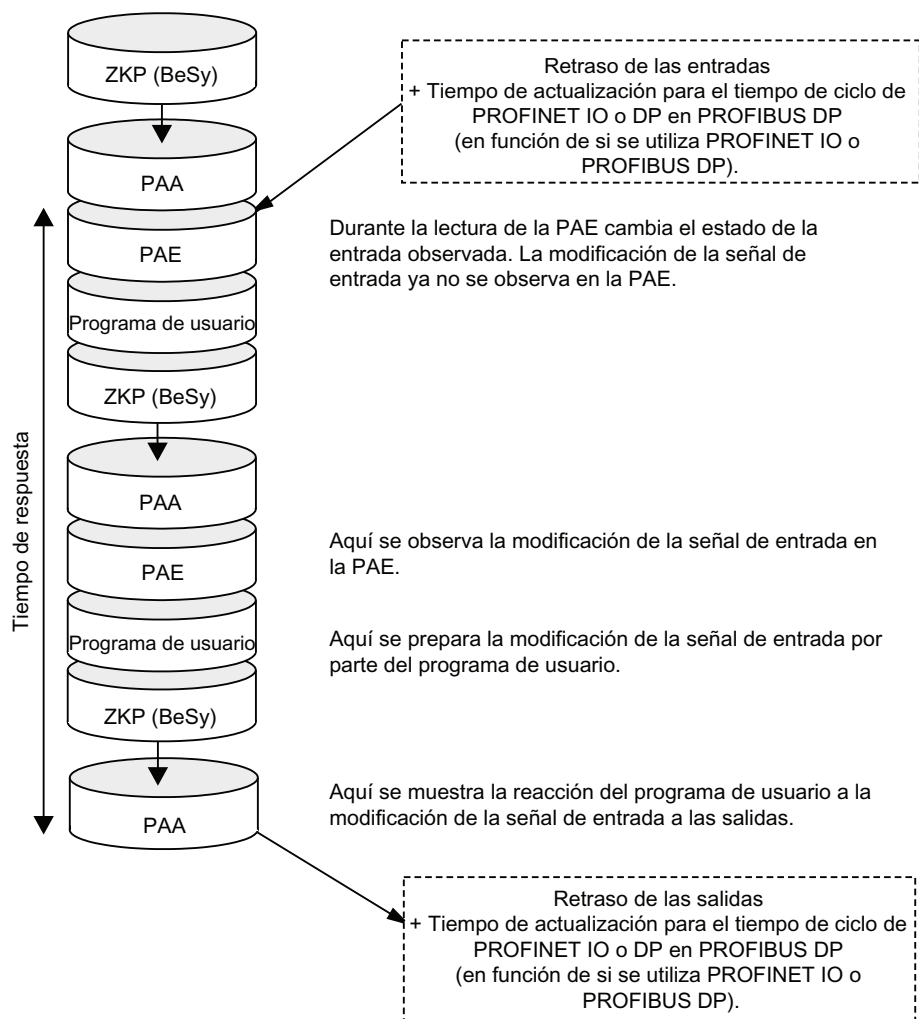 ZKP (BeSy)
Retraso de las entradas
+ Tiempo de actualización para el tiempo de ciclo de
PROFINET IO o DP en PROFIBUS DP
(en función de si se utiliza PROFINET IO o
PROFIBUS DP).
PAA
PAE
Durante la lectura de la PAE cambia el estado de la
entrada observada. La modificación de la señal de
entrada ya no se observa en la PAE.
Programa de usuario
ZKP (BeSy)
Tiempo de respuesta
PAA
PAE
Aquí se observa la modificación de la señal de entrada en
la PAE.
Programa de usuario
Aquí se prepara la modificación de la señal de entrada por
parte del programa de usuario.
ZKP (BeSy)
PAA
Aquí se muestra la reacción del programa de usuario a la
modificación de la señal de entrada a las salidas.
Retraso de las salidas
+ Tiempo de actualización para el tiempo de ciclo de
PROFINET IO o DP en PROFIBUS DP
(en función de si se utiliza PROFINET IO o
PROFIBUS DP).